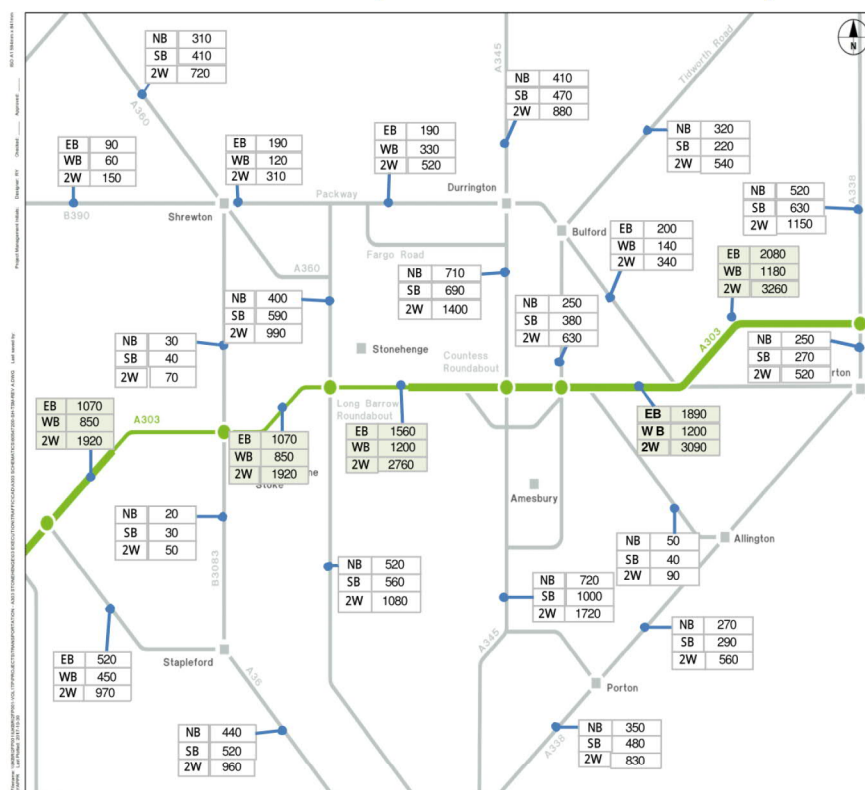 NB 310
SB 410
2W 720
A360
A345
NB 410
SB 470
2W 880
Tidworth Road
N
NB 320
SB 220
2W 540
A338
EB 90
WB 60
2W 150
EB 190
WB 120
2W 310
EB 190
WB 330
2W 520
Packway
Durrington
B390
Shrewton
NB 520
SB 630
2W 1150
Bulford
EB 200
WB 140
2W 340
Fargo Road
A360
EB 2080
WB 1180
2W 3260
NB 710
SB 690
2W 1400
NB 400
SB 590
2W 990
NB 250
SB 380
2W 630
NB 30
SB 40
2W 70
Stonehenge
Countess
Roundabout
A303
NB 250
SB 270
2W 520
rton
EB 1070
WB 850
2W 1920
A303
Long Barrow
Roundabout
EB 1070
WB 850
2W 1920
ne
Stoke
EB 1560
WB 1200
2W 2760
EB 1890
WB 1200
2W 3090
Amesbury
NB 20
SB 30
2W 50
NB 50
SB 40
2W 90
Allington
B3083
NB 520
SB 560
2W 1080
NB 720
SB 1000
2W 1720
NB 270
SB 290
2W 560
EB 520
WB 450
2W 970
Stapleford
A36
A345
Porton
NB 440
SB 520
2W 960
A338
NB 350
SB 480
2W 830